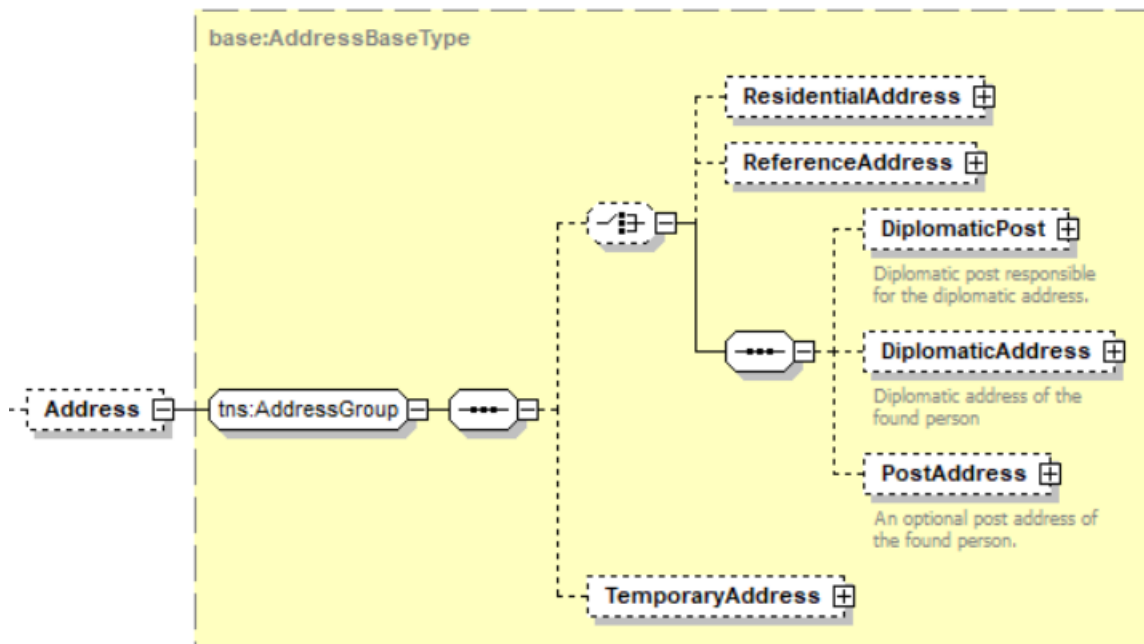 base:AddressBaseType
ResidentialAddress
ReferenceAddress
DiplomaticPost
Diplomatic post responsible
for the diplomatic address.
DiplomaticAddress
Diplomatic address of the
found person
Address
tns:AddressGroup
PostAddress
An optional post address of
the found person.
TemporaryAddress